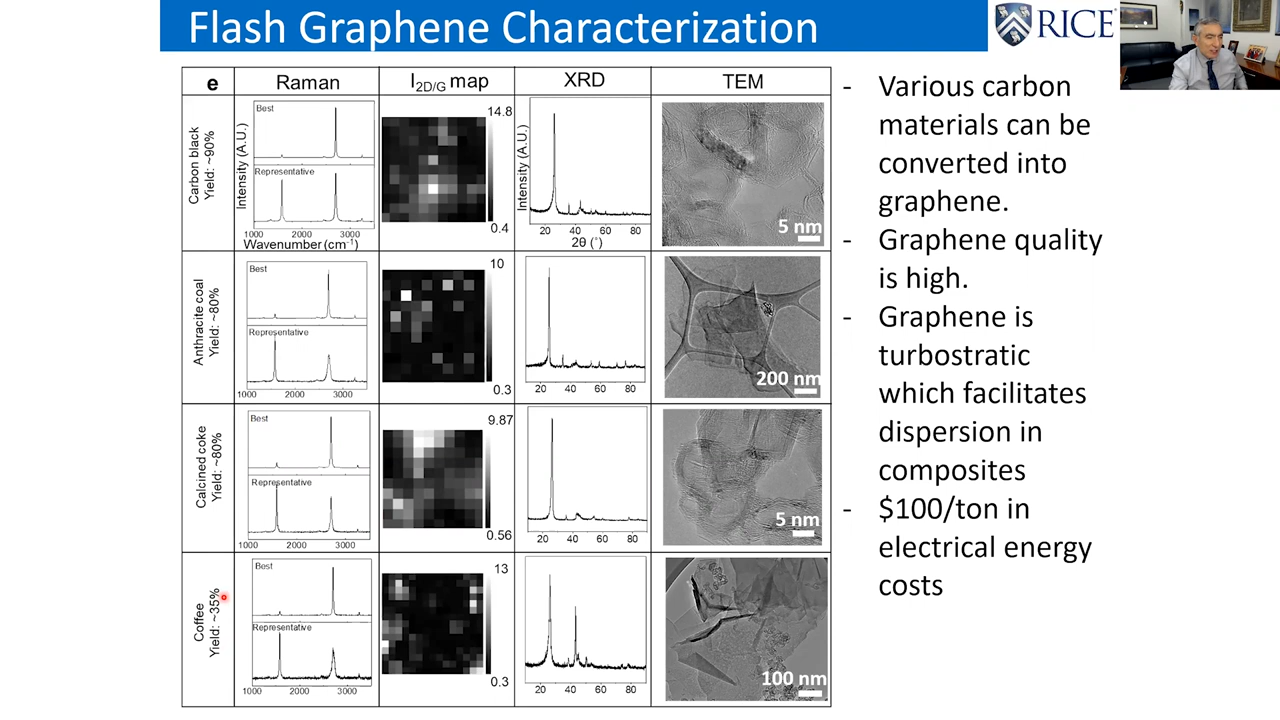 Flash Graphene Characterization
RICE
e
Raman
I2D/G map
XRD
TEM
Carbon black
Yield: ~90%
Intensity (A.U.)
Best
Representative
1000 2000 3000
Wavenumber (cm⁻¹)
14.8
0.4
Intensity (A.U.)
20 40 60 80
2θ (°)
5 nm
Anthracite coal
Yield: ~80%
Best
Representative
1000 2000 3000
10
0.3
20 40 60 80
200 nm
Calcined coke
Yield: ~80%
Best
Representative
1000 2000 3000
9.87
0.56
20 40 60 80
5 nm
Coffee
Yield: ~35%
Best
Representative
1000 2000 3000
13
0.3
20 40 60 80
100 nm
- Various carbon
materials can be
converted into
graphene.
- Graphene quality
is high.
- Graphene is
turbostratic
which facilitates
dispersion in
composites
- $100/ton in
electrical energy
costs